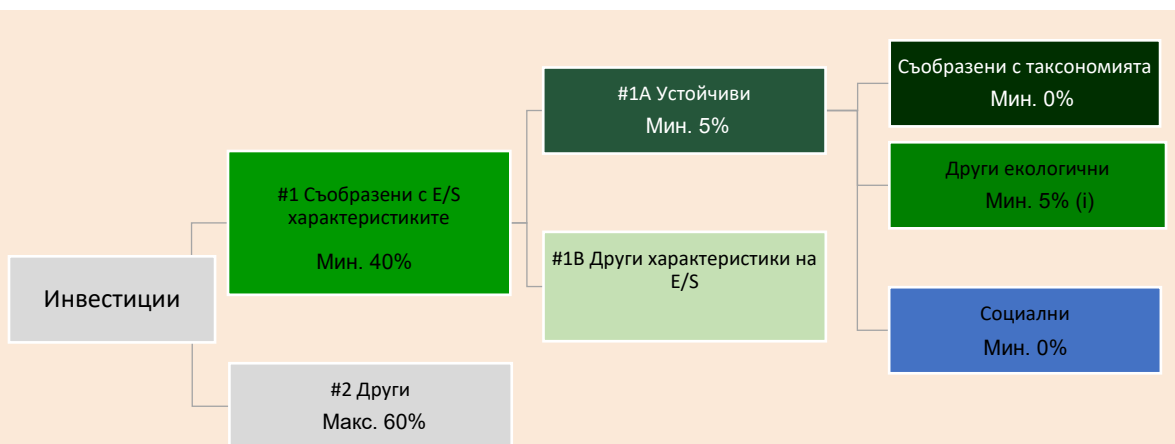 Инвестиции
#1 Съобразени с E/S
характеристиките
Мин. 40%
#2 Други
Макс. 60%
#1A Устойчиви
Мин. 5%
#1B Други характеристики на
E/S
Съобразени с таксономията
Мин. 0%
Други екологични
Мин. 5% (i)
Социални
Мин. 0%